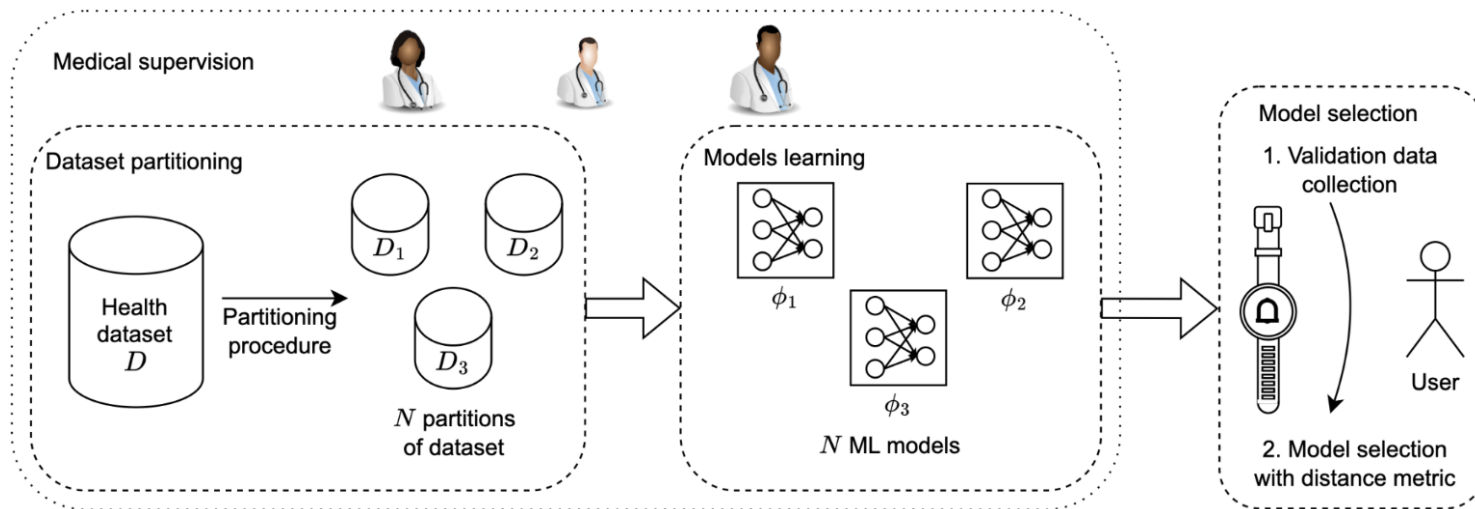 Medical supervision
Dataset partitioning
Health
dataset
D
Partitioning
procedure
D₁
D₂
D₃
N partitions
of dataset
Models learning
ϕ₁
ϕ₂
ϕ₃
N ML models
Model selection
1. Validation data
collection
User
2. Model selection
with distance metric